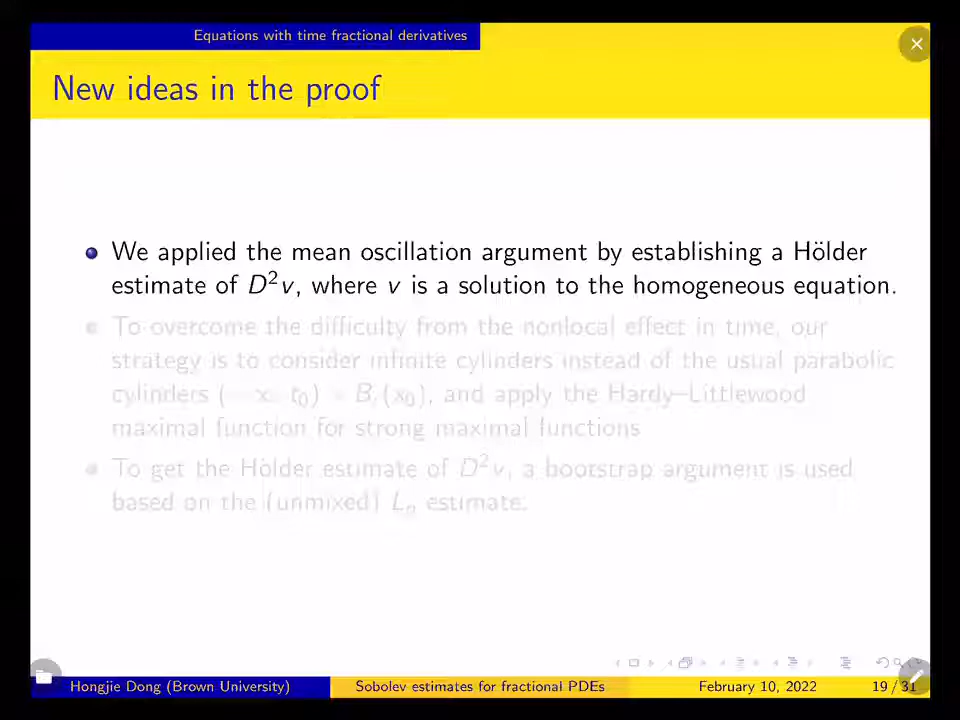 Equations with time fractional derivatives
New ideas in the proof
We applied the mean oscillation argument by establishing a Hölder
estimate of D²v, where v is a solution to the homogeneous equation.
To overcome the difficulty from the nonlocal effect in time, our
strategy is to consider infinite cylinders instead of the usual parabolic
cylinders (−∞, t₀) × Bᵣ(x₀), and apply the Hardy–Littlewood
maximal function for strong maximal functions
To get the Hölder estimate of D²v, a bootstrap argument is used
based on the (unmixed) Lₚ estimate.
Hongjie Dong (Brown University) Sobolev estimates for fractional PDEs February 10, 2022 19 / 31